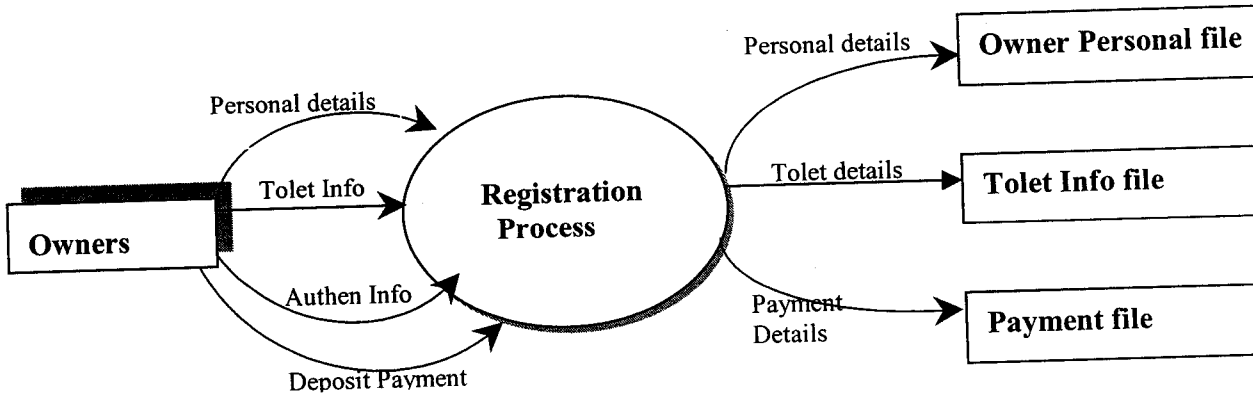 Personal details
Owner Personal file
Personal details
Tolet Info
Registration
Process
Tolet details
Tolet Info file
Owners
Authen Info
Payment
Details
Payment file
Deposit Payment